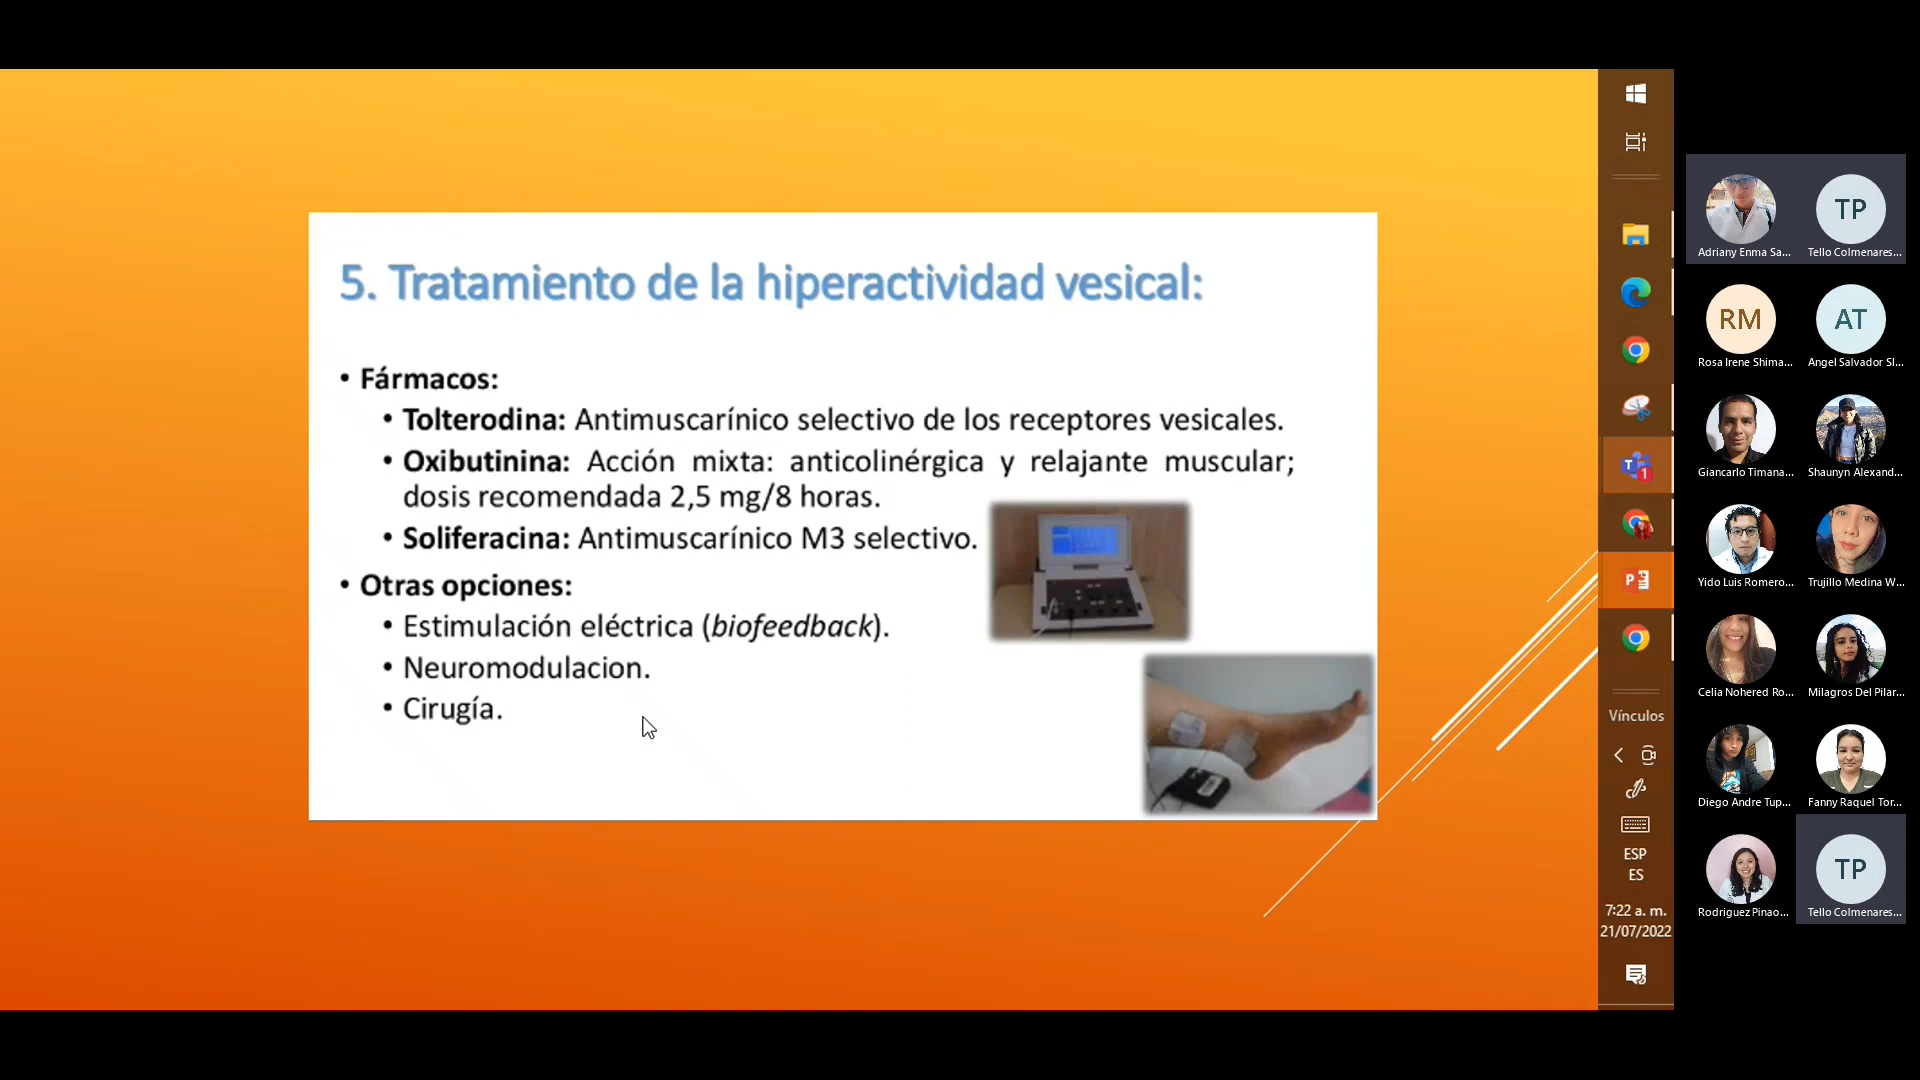 5. Tratamiento de la hiperactividad vesical:
• Fármacos:
• Tolterodina: Antimuscarínico selectivo de los receptores vesicales.
• Oxibutinina: Acción mixta: anticolinérgica y relajante muscular;
dosis recomendada 2,5 mg/8 horas.
• Soliferacina: Antimuscarínico M3 selectivo.
• Otras opciones:
• Estimulación eléctrica (biofeedback).
• Neuromodulacion.
• Cirugía.
1
Vínculos
ESP
ES
7:22 a. m.
21/07/2022
TP
Adriany Enma Sa...
Tello Colmenares...
RM
AT
Rosa Irene Shima...
Angel Salvador Sl...
Giancarlo Timana...
Shaunyn Alexand...
Yido Luis Romero...
Trujillo Medina W...
Celia Nohered Ro...
Milagros Del Pilar...
Diego Andre Tup...
Fanny Raquel Tor...
TP
Rodriguez Pinao...
Tello Colmenares...